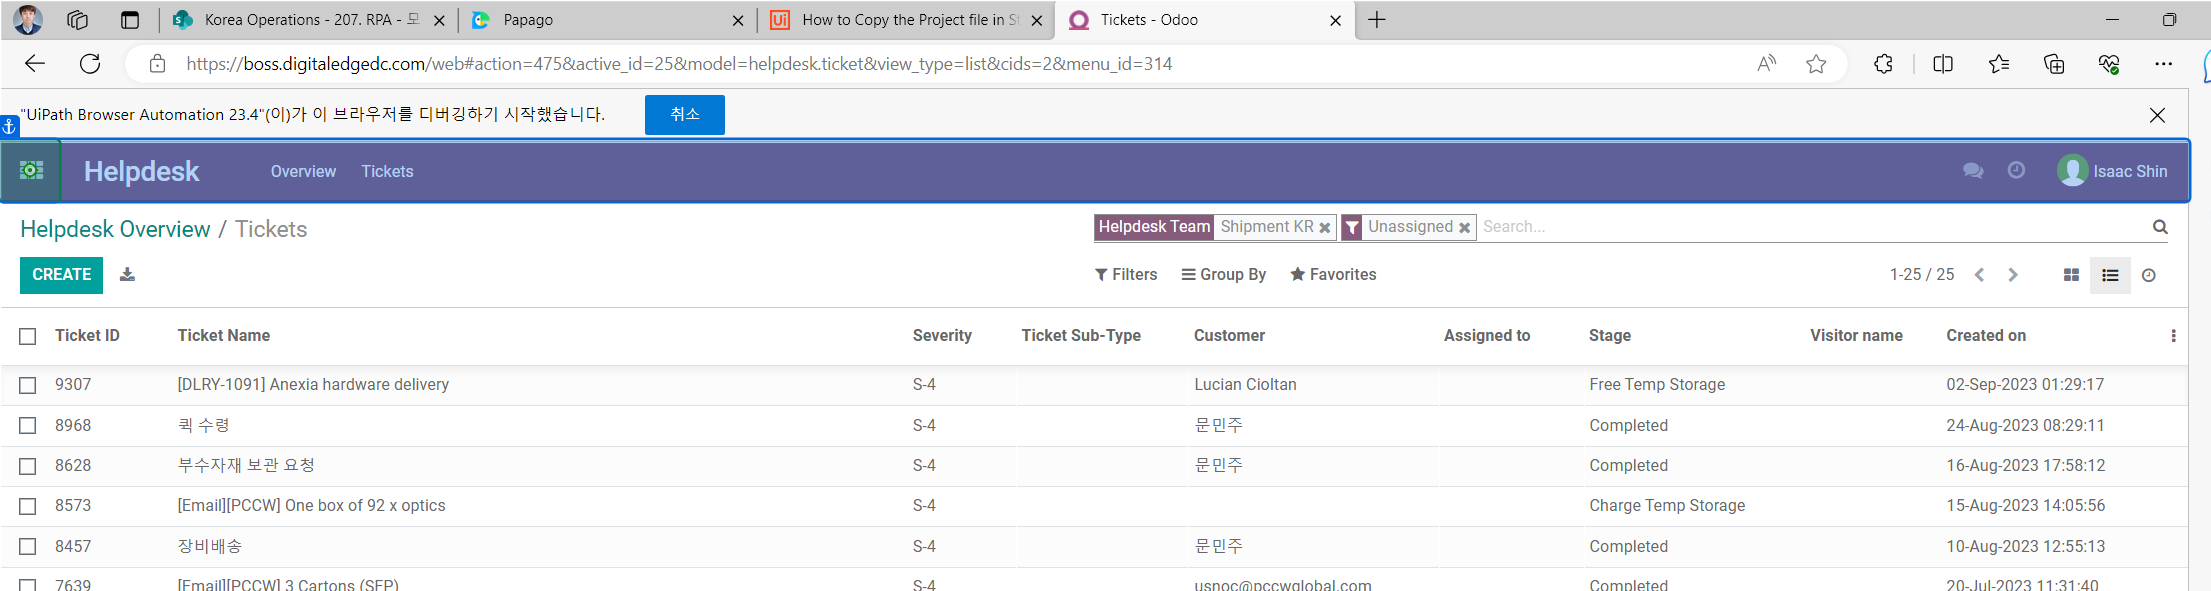 Korea Operations - 207. RPA - 모
Papago
How to Copy the Project file in St
Tickets - Odoo
https://boss.digitaledgedc.com/web#action=475&active_id=25&model=helpdesk.ticket&view_type=list&cids=2&menu_id=314
"UiPath Browser Automation 23.4"(이)가 이 브라우저를 디버깅하기 시작했습니다. 취소
Helpdesk Overview Tickets Isaac Shin
Helpdesk Overview / Tickets
Helpdesk Team Shipment KR Unassigned Search...
CREATE Filters Group By Favorites 1-25 / 25
Ticket ID Ticket Name Severity Ticket Sub-Type Customer Assigned to Stage Visitor name Created on
9307 [DLRY-1091] Anexia hardware delivery S-4 Lucian Cioltan Free Temp Storage 02-Sep-2023 01:29:17
8968 퀵 수령 S-4 문민주 Completed 24-Aug-2023 08:29:11
8628 부수자재 보관 요청 S-4 문민주 Completed 16-Aug-2023 17:58:12
8573 [Email][PCCW] One box of 92 x optics S-4 Charge Temp Storage 15-Aug-2023 14:05:56
8457 장비배송 S-4 문민주 Completed 10-Aug-2023 12:55:13
7639 [Email][PCCW] 3 Cartons (SFP) S-4 usnoc@pccwglobal.com Completed 20-Jul-2023 11:31:40